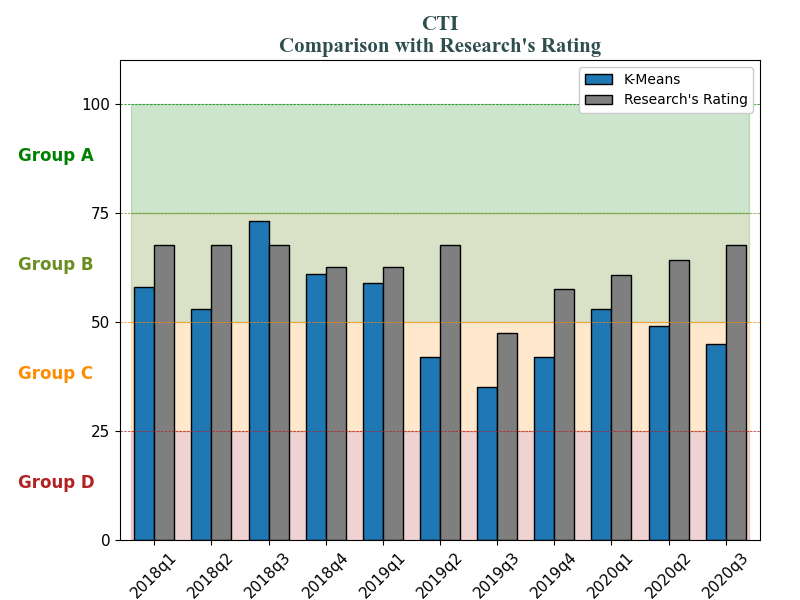 CTI
Comparison with Research's Rating
K-Means
Research's Rating
100
Group A
75
Group B
50
Group C
25
Group D
0
2018q1
2018q2
2018q3
2018q4
2019q1
2019q2
2019q3
2019q4
2020q1
2020q2
2020q3